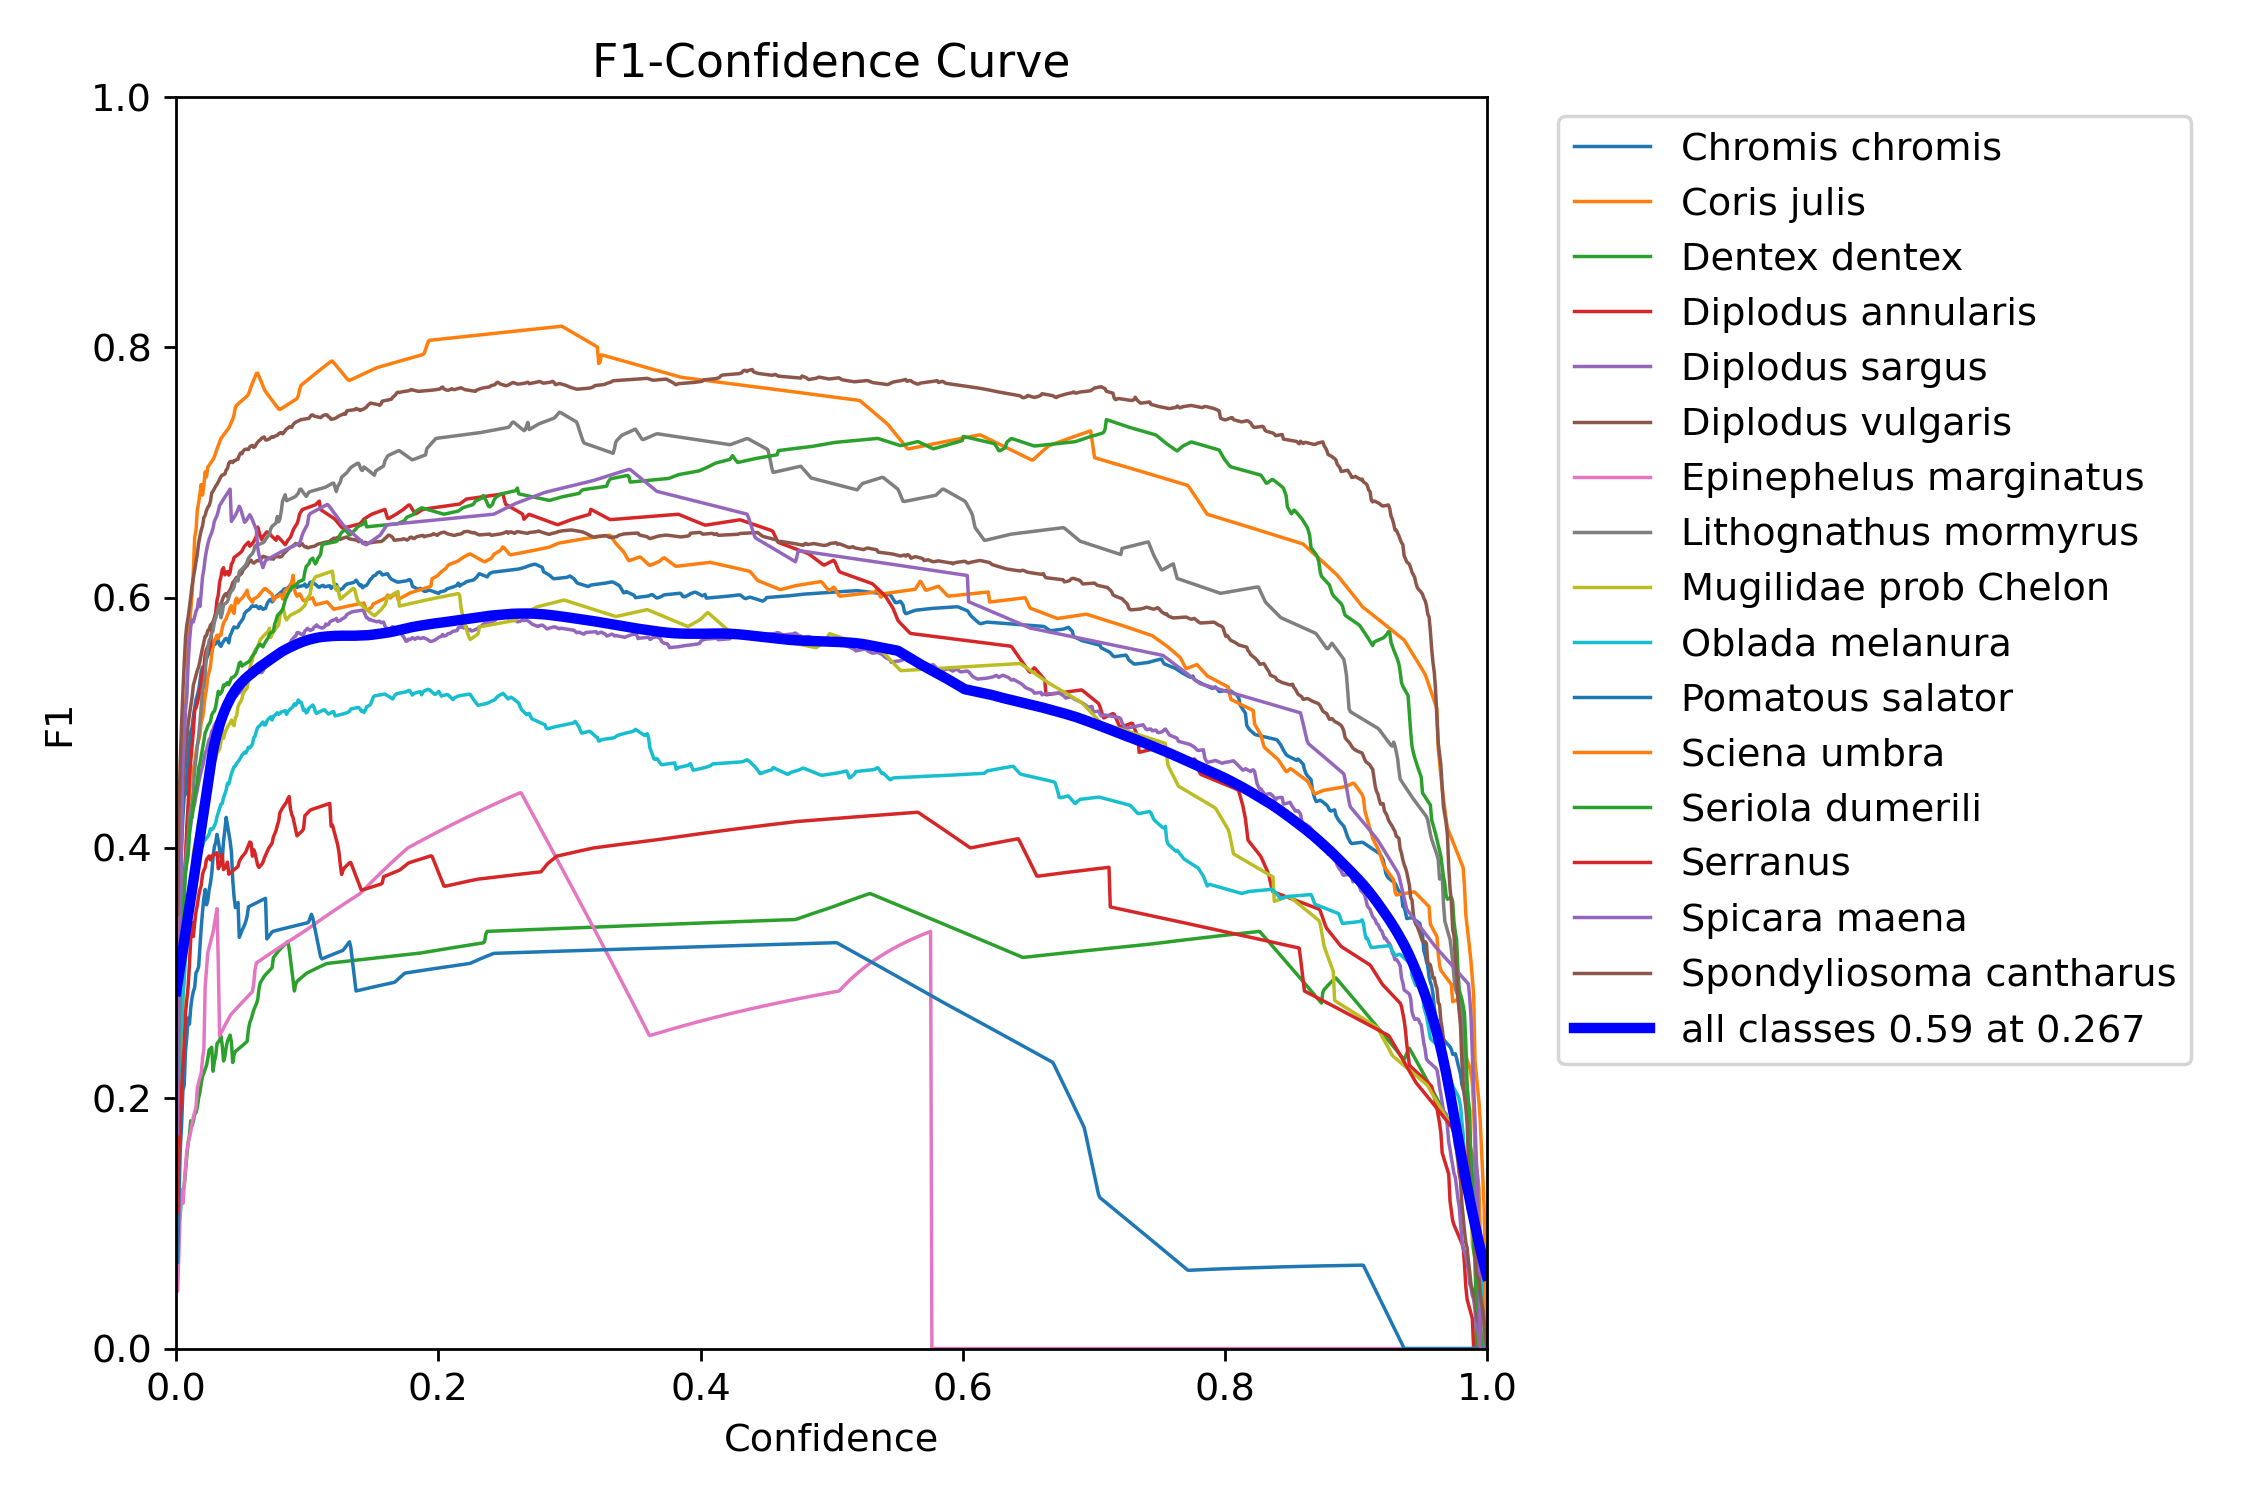 F1-Confidence Curve
1.0
0.8
0.6
0.4
0.2
0.0
F1
0.0 0.2 0.4 0.6 0.8 1.0
Confidence
Chromis chromis
Coris julis
Dentex dentex
Diplodus annularis
Diplodus sargus
Diplodus vulgaris
Epinephelus marginatus
Lithognathus mormyrus
Mugilidae prob Chelon
Oblada melanura
Pomatous salator
Sciena umbra
Seriola dumerili
Serranus
Spicara maena
Spondyliosoma cantharus
all classes 0.59 at 0.267